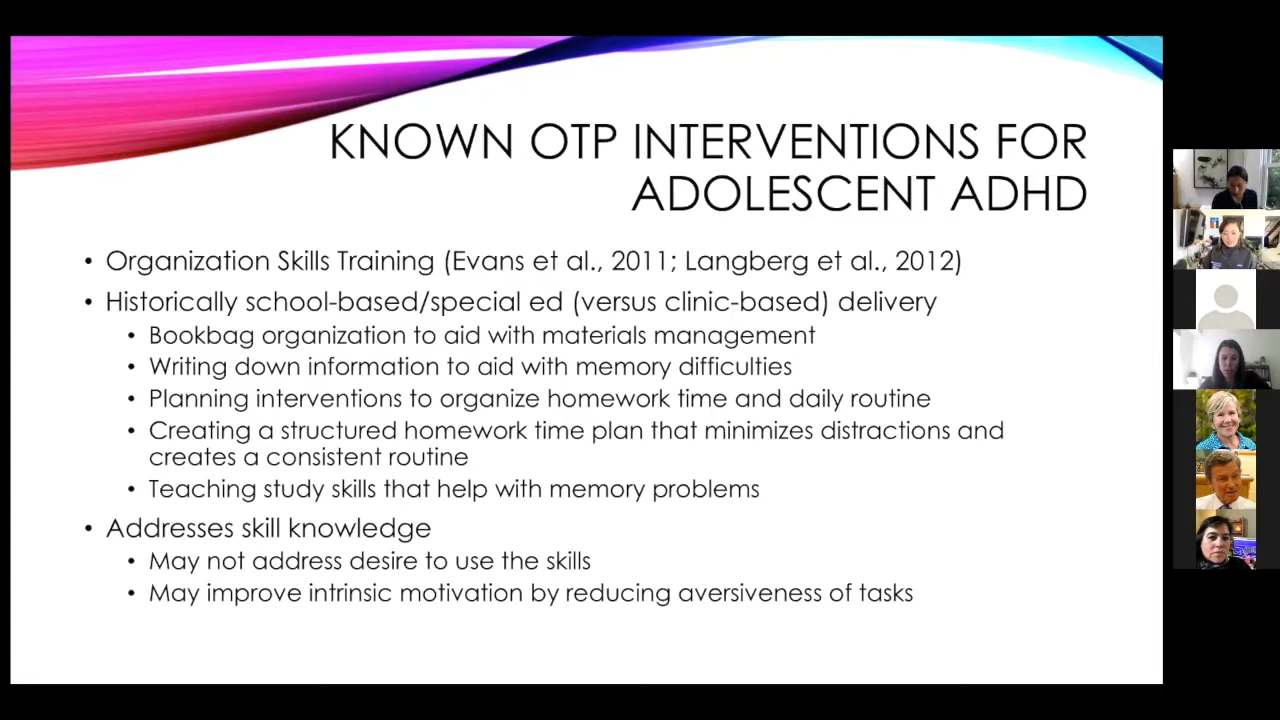 KNOWN OTP INTERVENTIONS FOR
ADOLESCENT ADHD
• Organization Skills Training (Evans et al., 2011; Langberg et al., 2012)
• Historically school-based/special ed (versus clinic-based) delivery
• Bookbag organization to aid with materials management
• Writing down information to aid with memory difficulties
• Planning interventions to organize homework time and daily routine
• Creating a structured homework time plan that minimizes distractions and
creates a consistent routine
• Teaching study skills that help with memory problems
• Addresses skill knowledge
• May not address desire to use the skills
• May improve intrinsic motivation by reducing aversiveness of tasks